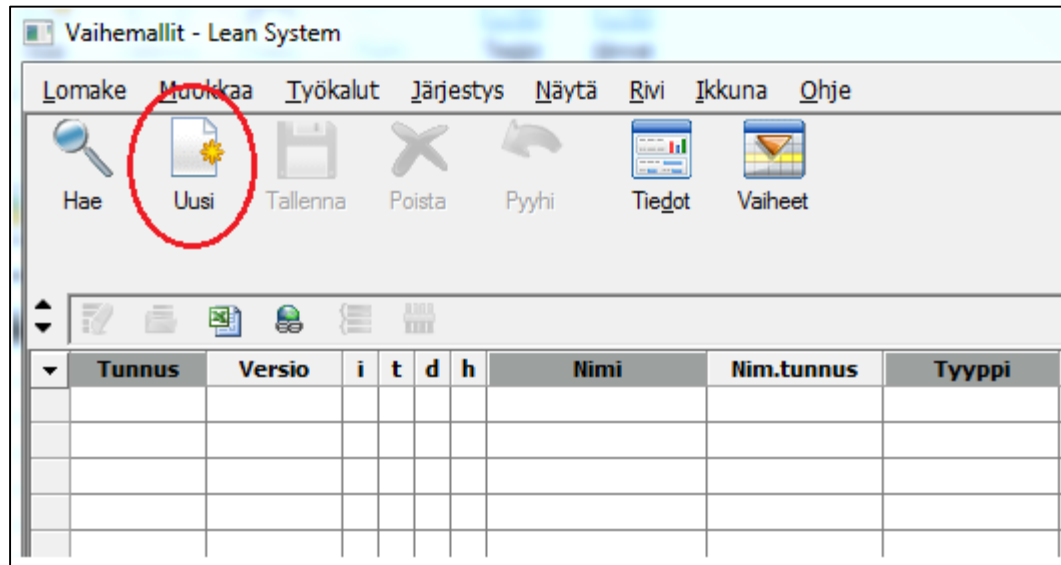 Vaihemallit - Lean System
Lomake Muokkaa Työkalut Järjestys Näytä Rivi Ikkuna Ohje
Hae Uusi Tallenna Poista Pyyhi Tiedot Vaiheet
Tunnus Versio i t d h Nimi Nim.tunnus Tyyppi